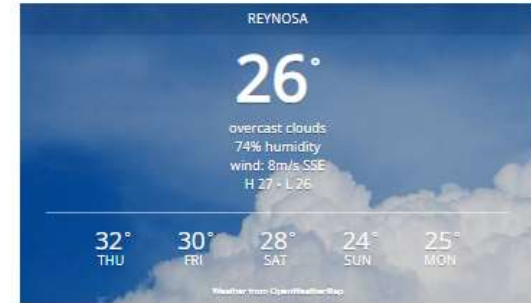 REYNOSA
26°
overcast clouds
74% humidity
wind: 8m/s SSE
H 27 • L 26
32° 30° 28° 24° 25°
THU FRI SAT SUN MON
Weather from OpenWeatherMap